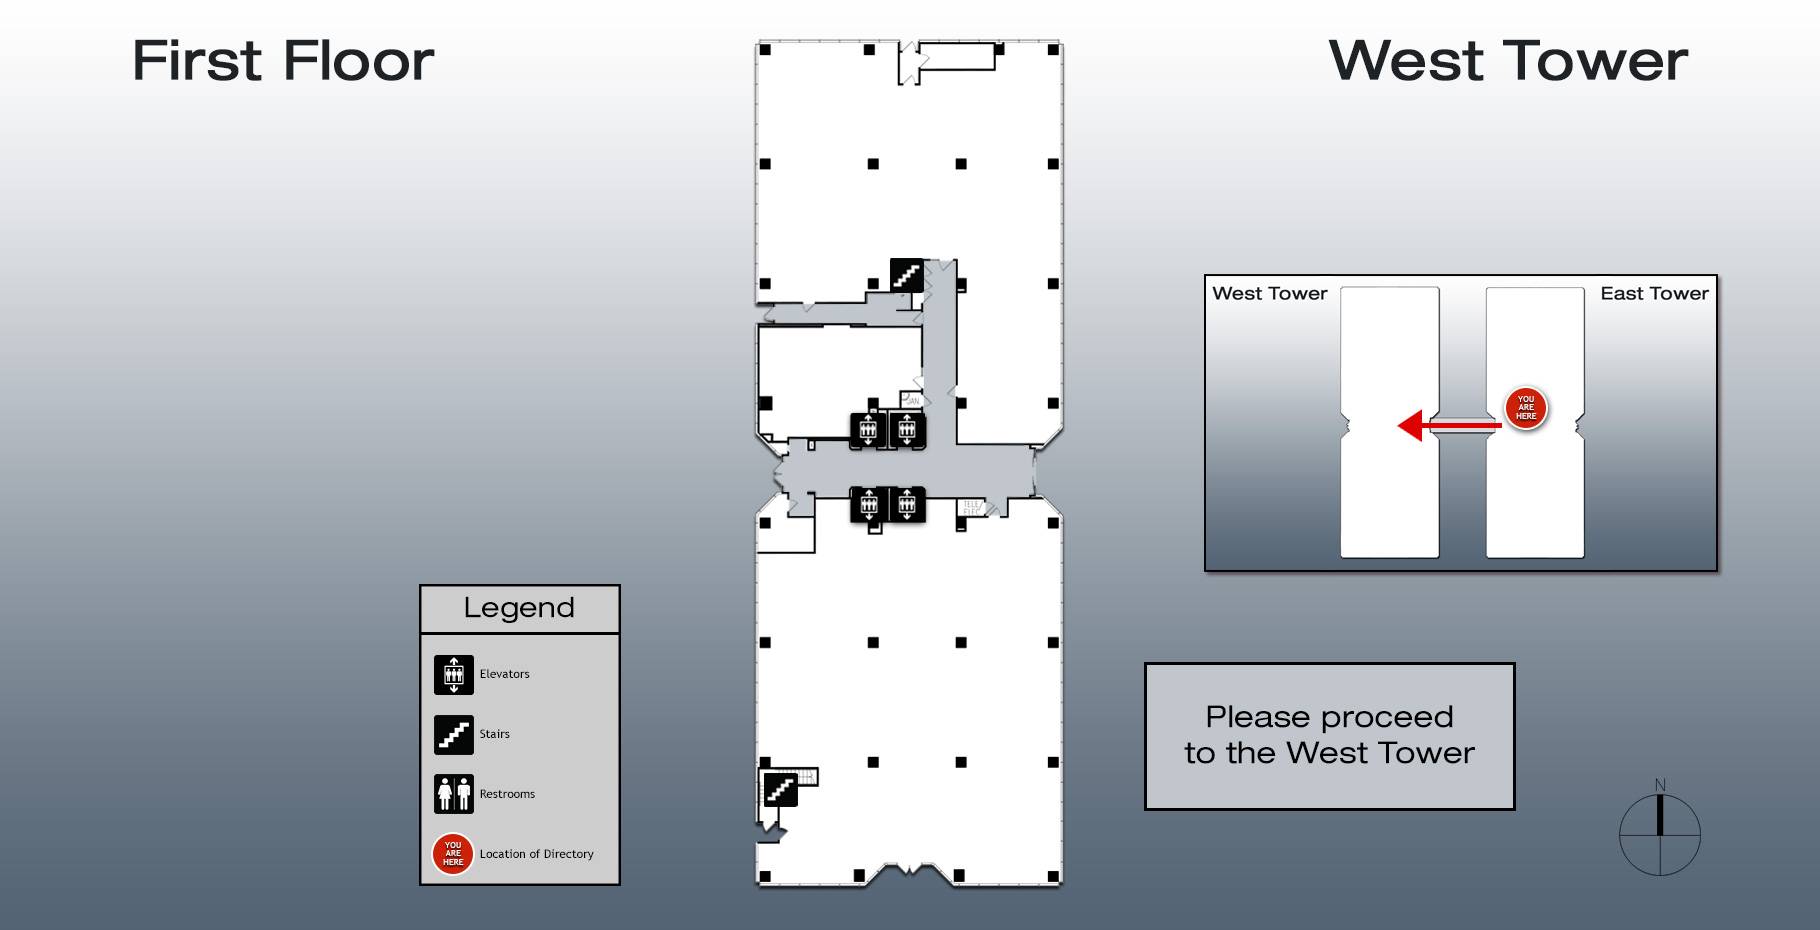 First Floor
West Tower
JAN
TELE/
ELEC
West Tower
East Tower
YOU
ARE
HERE
Legend
Elevators
Stairs
Restrooms
YOU
ARE
HERE
Location of Directory
Please proceed
to the West Tower
N